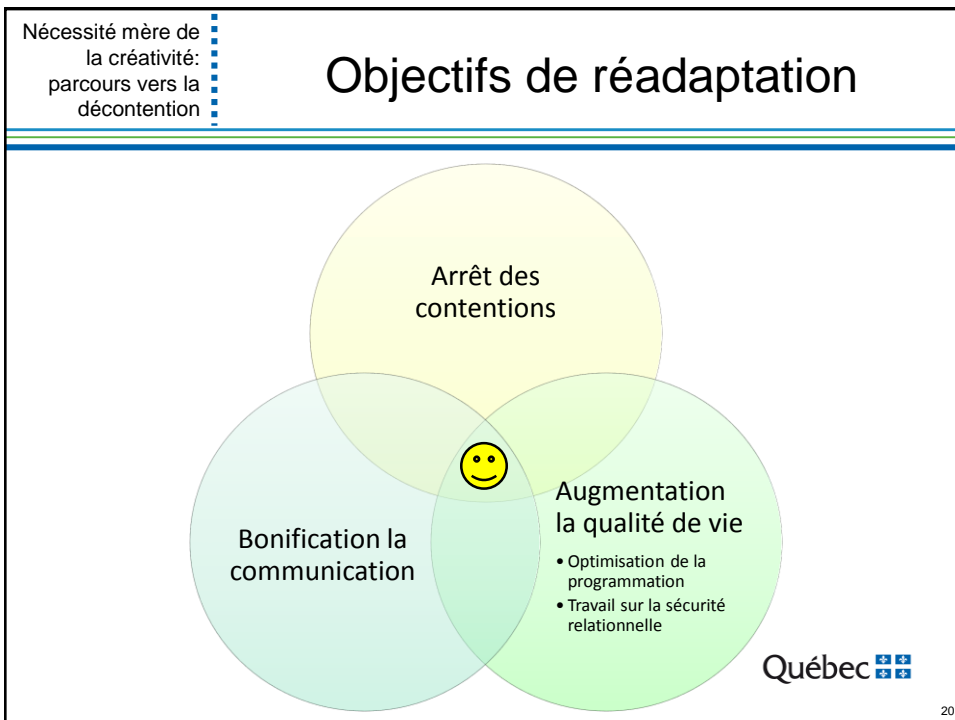 Nécessité mère de
la créativité:
parcours vers la
décontention
Objectifs de réadaptation
Arrêt des
contentions
Bonification la
communication
Augmentation
la qualité de vie
• Optimisation de la
programmation
• Travail sur la sécurité
relationnelle
Québec
20